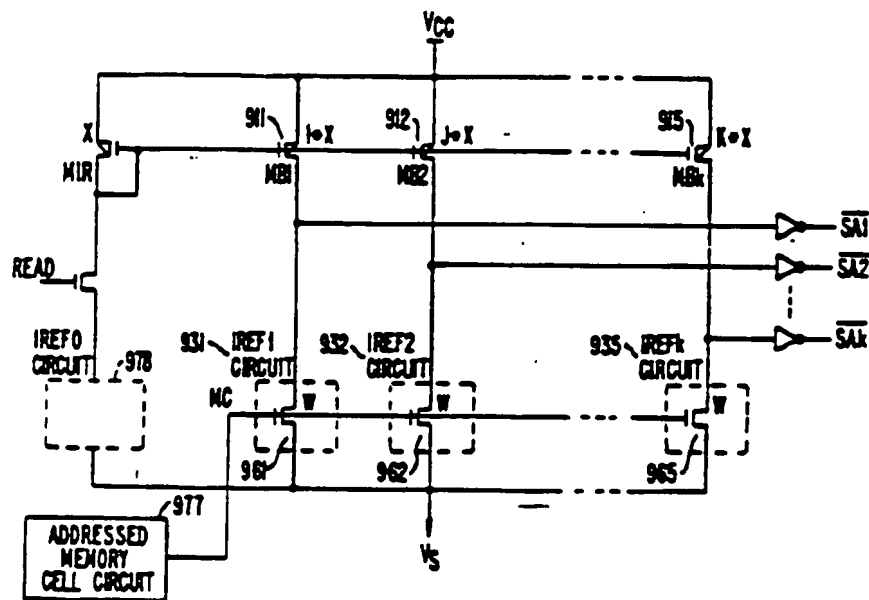 VCC
911
912
915
X
I*X
J*X
K*X
M1R
MB1
MB2
MBk
SA1
READ
SA2
IREF0
CIRCUIT
978
931
IREF1
CIRCUIT
932
IREF2
CIRCUIT
935
IREFk
CIRCUIT
SAk
MC
W
W
W
961
962
965
977
ADDRESSED
MEMORY
CELL CIRCUIT
VS